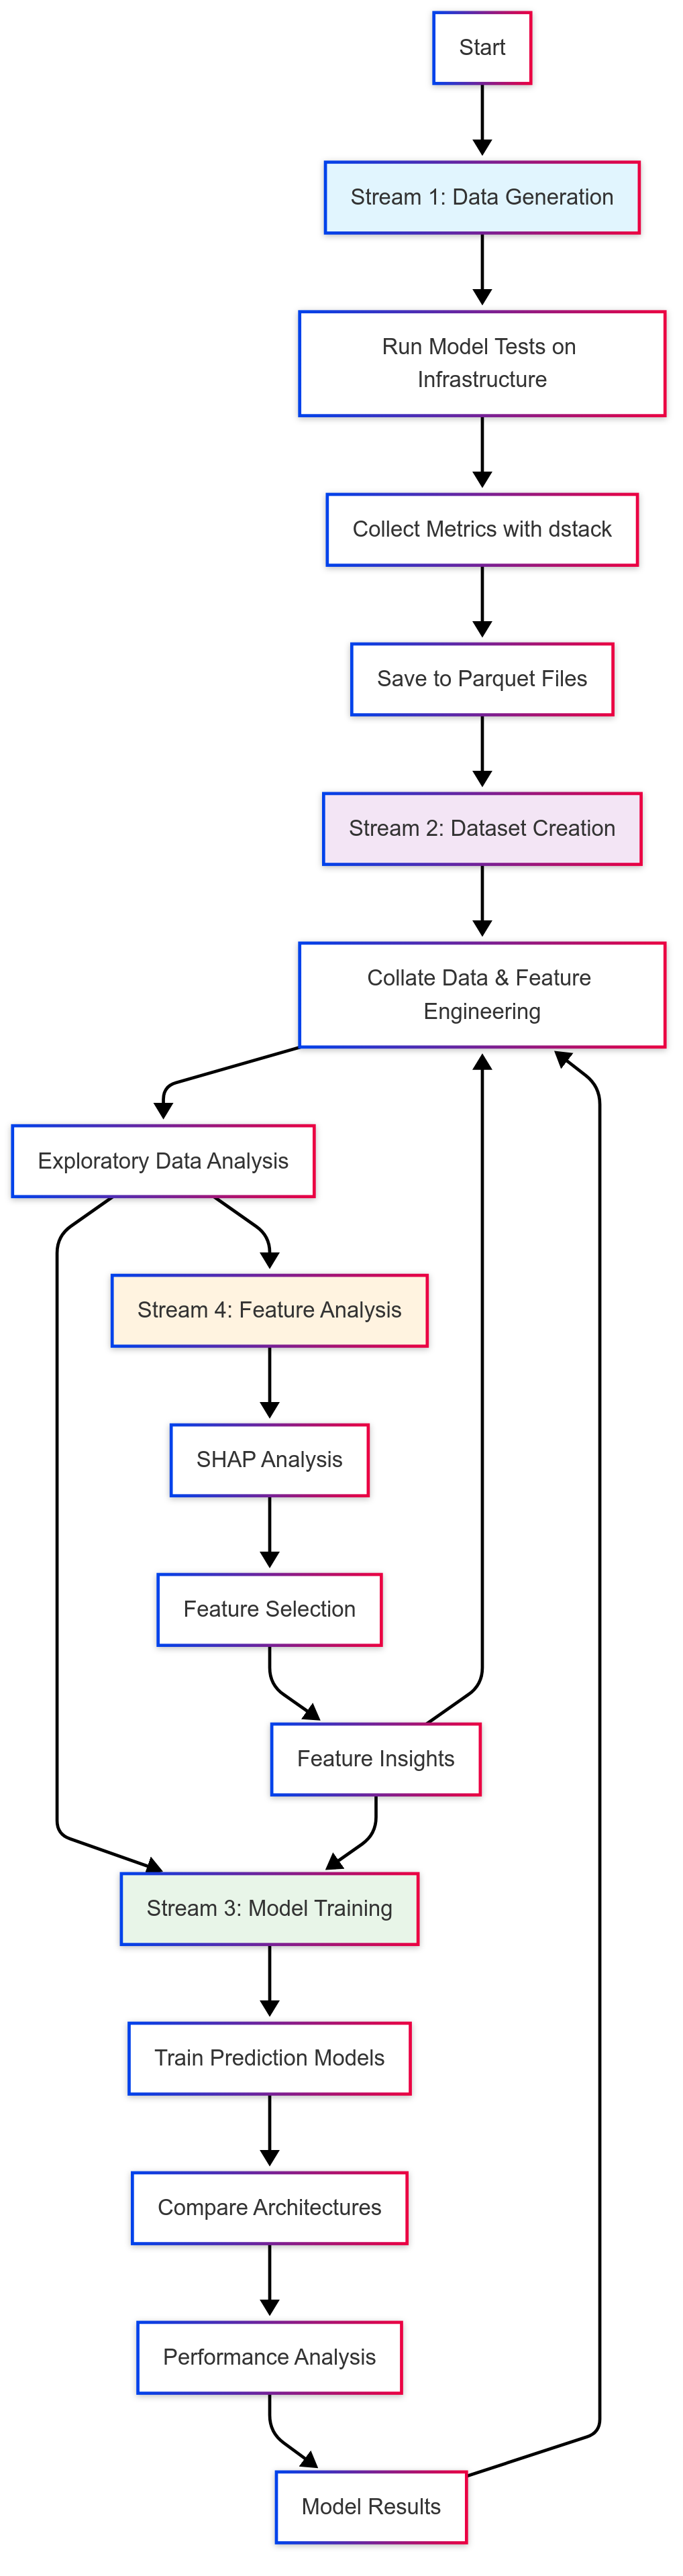 Start
Stream 1: Data Generation
Run Model Tests on
Infrastructure
Collect Metrics with dstack
Save to Parquet Files
Stream 2: Dataset Creation
Collate Data & Feature
Engineering
Exploratory Data Analysis
Stream 4: Feature Analysis
SHAP Analysis
Feature Selection
Feature Insights
Stream 3: Model Training
Train Prediction Models
Compare Architectures
Performance Analysis
Model Results